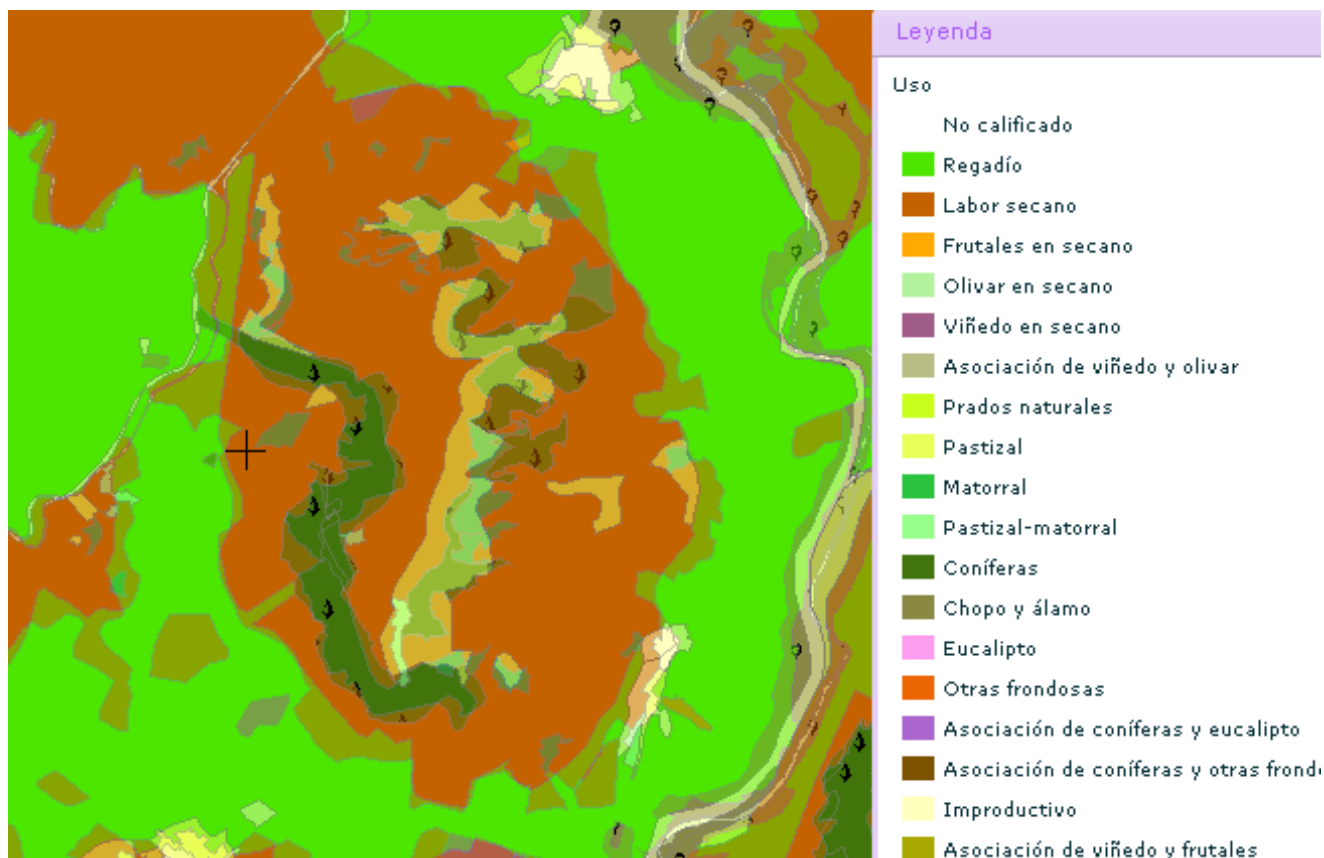 Leyenda
Uso
No calificado
Regadío
Labor secano
Frutales en secano
Olivar en secano
Viñedo en secano
Asociación de viñedo y olivar
Prados naturales
Pastizal
Matorral
Pastizal-matorral
Coníferas
Chopo y álamo
Eucalipto
Otras frondosas
Asociación de coníferas y eucalipto
Asociación de coníferas y otras frond
Improductivo
Asociación de viñedo y frutales